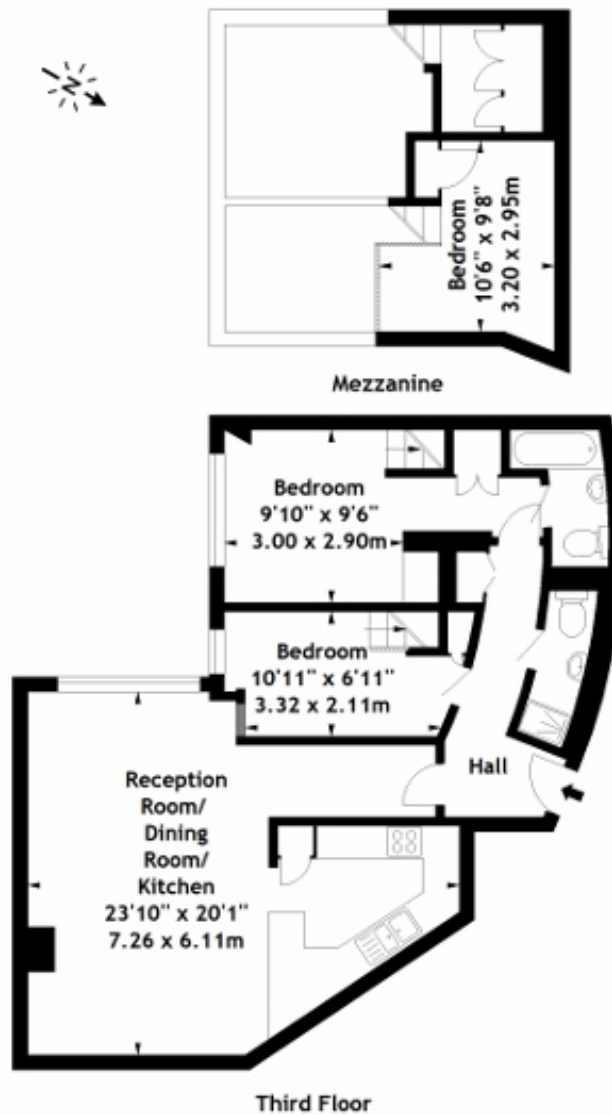 N
Bedroom
10'6" x 9'8"
3.20 x 2.95m
Mezzanine
Bedroom
9'10" x 9'6"
3.00 x 2.90m
Bedroom
10'11" x 6'11"
3.32 x 2.11m
Hall
Reception
Room/
Dining
Room/
Kitchen
23'10" x 20'1"
7.26 x 6.11m
Third Floor